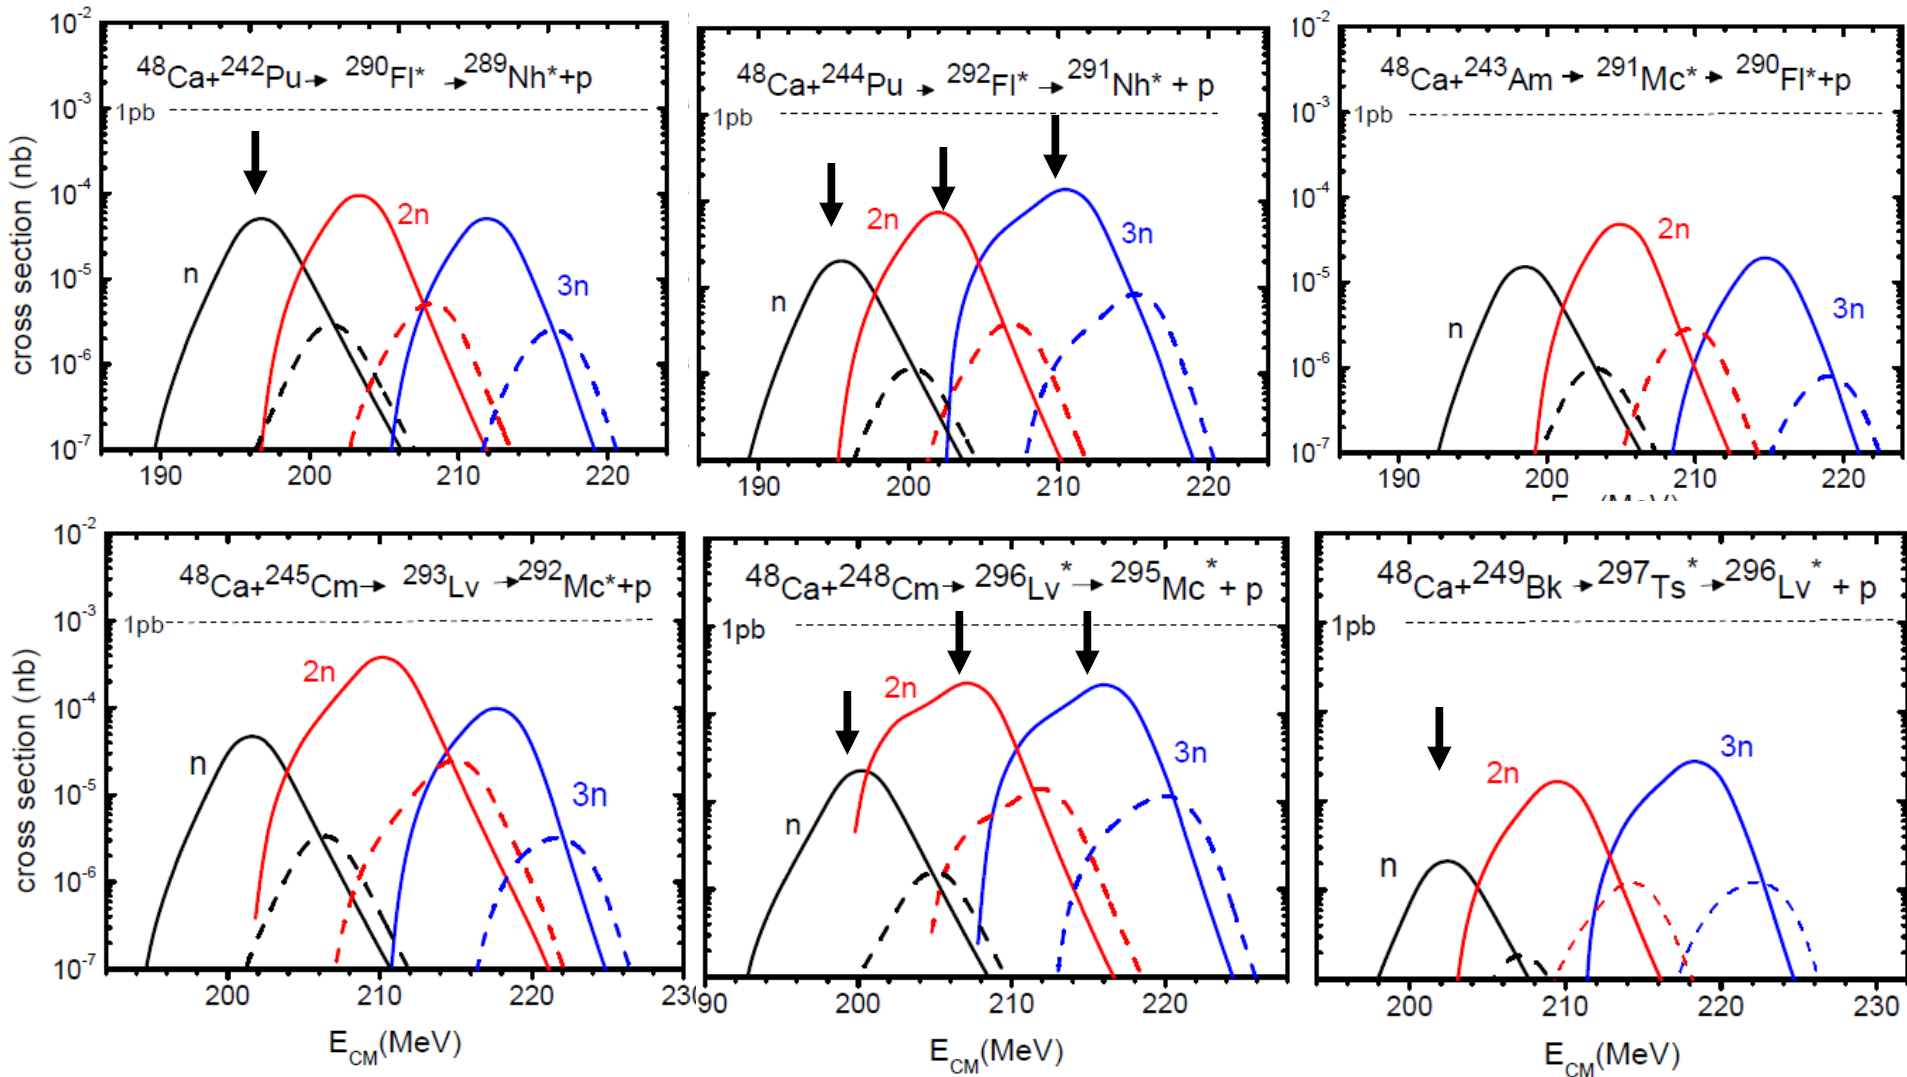 10^-2
10^-3
10^-4
10^-5
10^-6
10^-7
cross section (nb)
^48Ca+^242Pu→ ^290Fl* →^289Nh*+p
1pb
n
2n
3n
190 200 210 220
^48Ca+^244Pu → ^292Fl* →^291Nh* + p
1pb
n
2n
3n
190 200 210 220
10^-2
10^-3
10^-4
10^-5
10^-6
10^-7
^48Ca+^243Am → ^291Mc* → ^290Fl*+p
1pb
n
2n
3n
190 200 210 220
10^-2
10^-3
10^-4
10^-5
10^-6
10^-7
cross section (nb)
^48Ca+^245Cm→ ^293Lv →^292Mc*+p
1pb
n
2n
3n
200 210 220
E_CM(MeV)
^48Ca+^248Cm→ ^296Lv* →^295Mc* + p
1pb
n
2n
3n
90 200 210 220
E_CM(MeV)
^48Ca+^249Bk →^297Ts* →^296Lv* + p
1pb
n
2n
3n
200 210 220 230
E_CM(MeV)